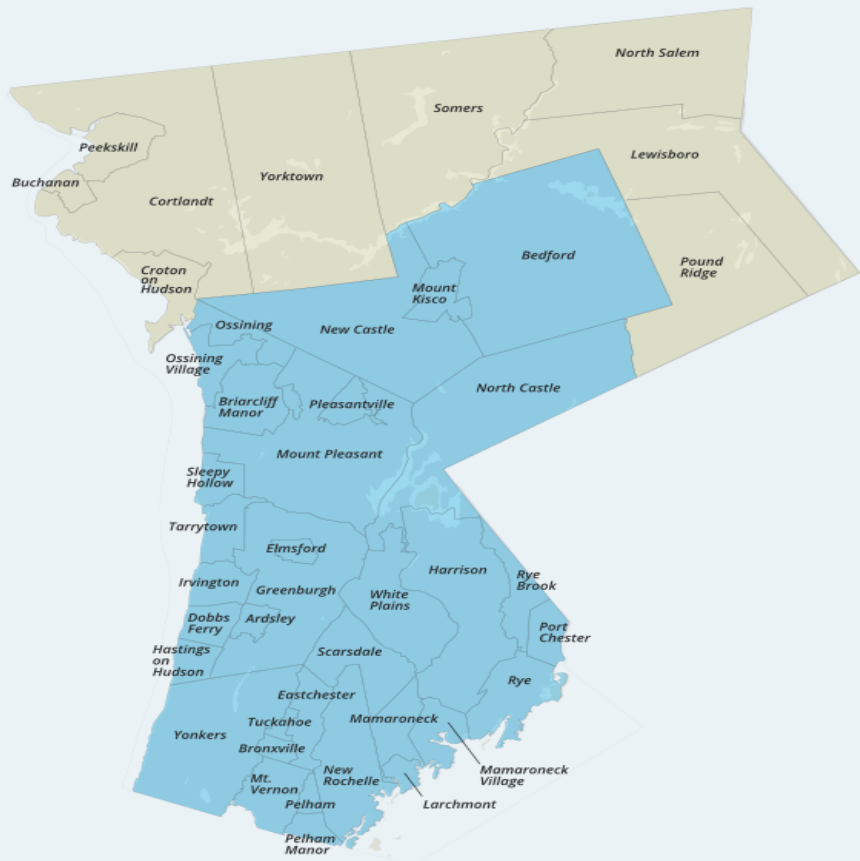 North Salem
Somers
Peekskill
Lewisboro
Yorktown
Buchanan
Cortlandt
Bedford
Pound
Ridge
Croton
on
Hudson
Mount
Kisco
Ossining
New Castle
Ossining
Village
North Castle
Briarcliff
Manor
Pleasantville
Mount Pleasant
Sleepy
Hollow
Tarrytown
Elmsford
Harrison
Rye
Brook
Irvington
Greenburgh
White
Plains
Dobbs
Ferry
Ardsley
Port
Chester
Hastings
on
Hudson
Scarsdale
Rye
Eastchester
Tuckahoe
Mamaroneck
Yonkers
Bronxville
Mamaroneck
Village
Mt.
Vernon
New
Rochelle
Pelham
Larchmont
Pelham
Manor